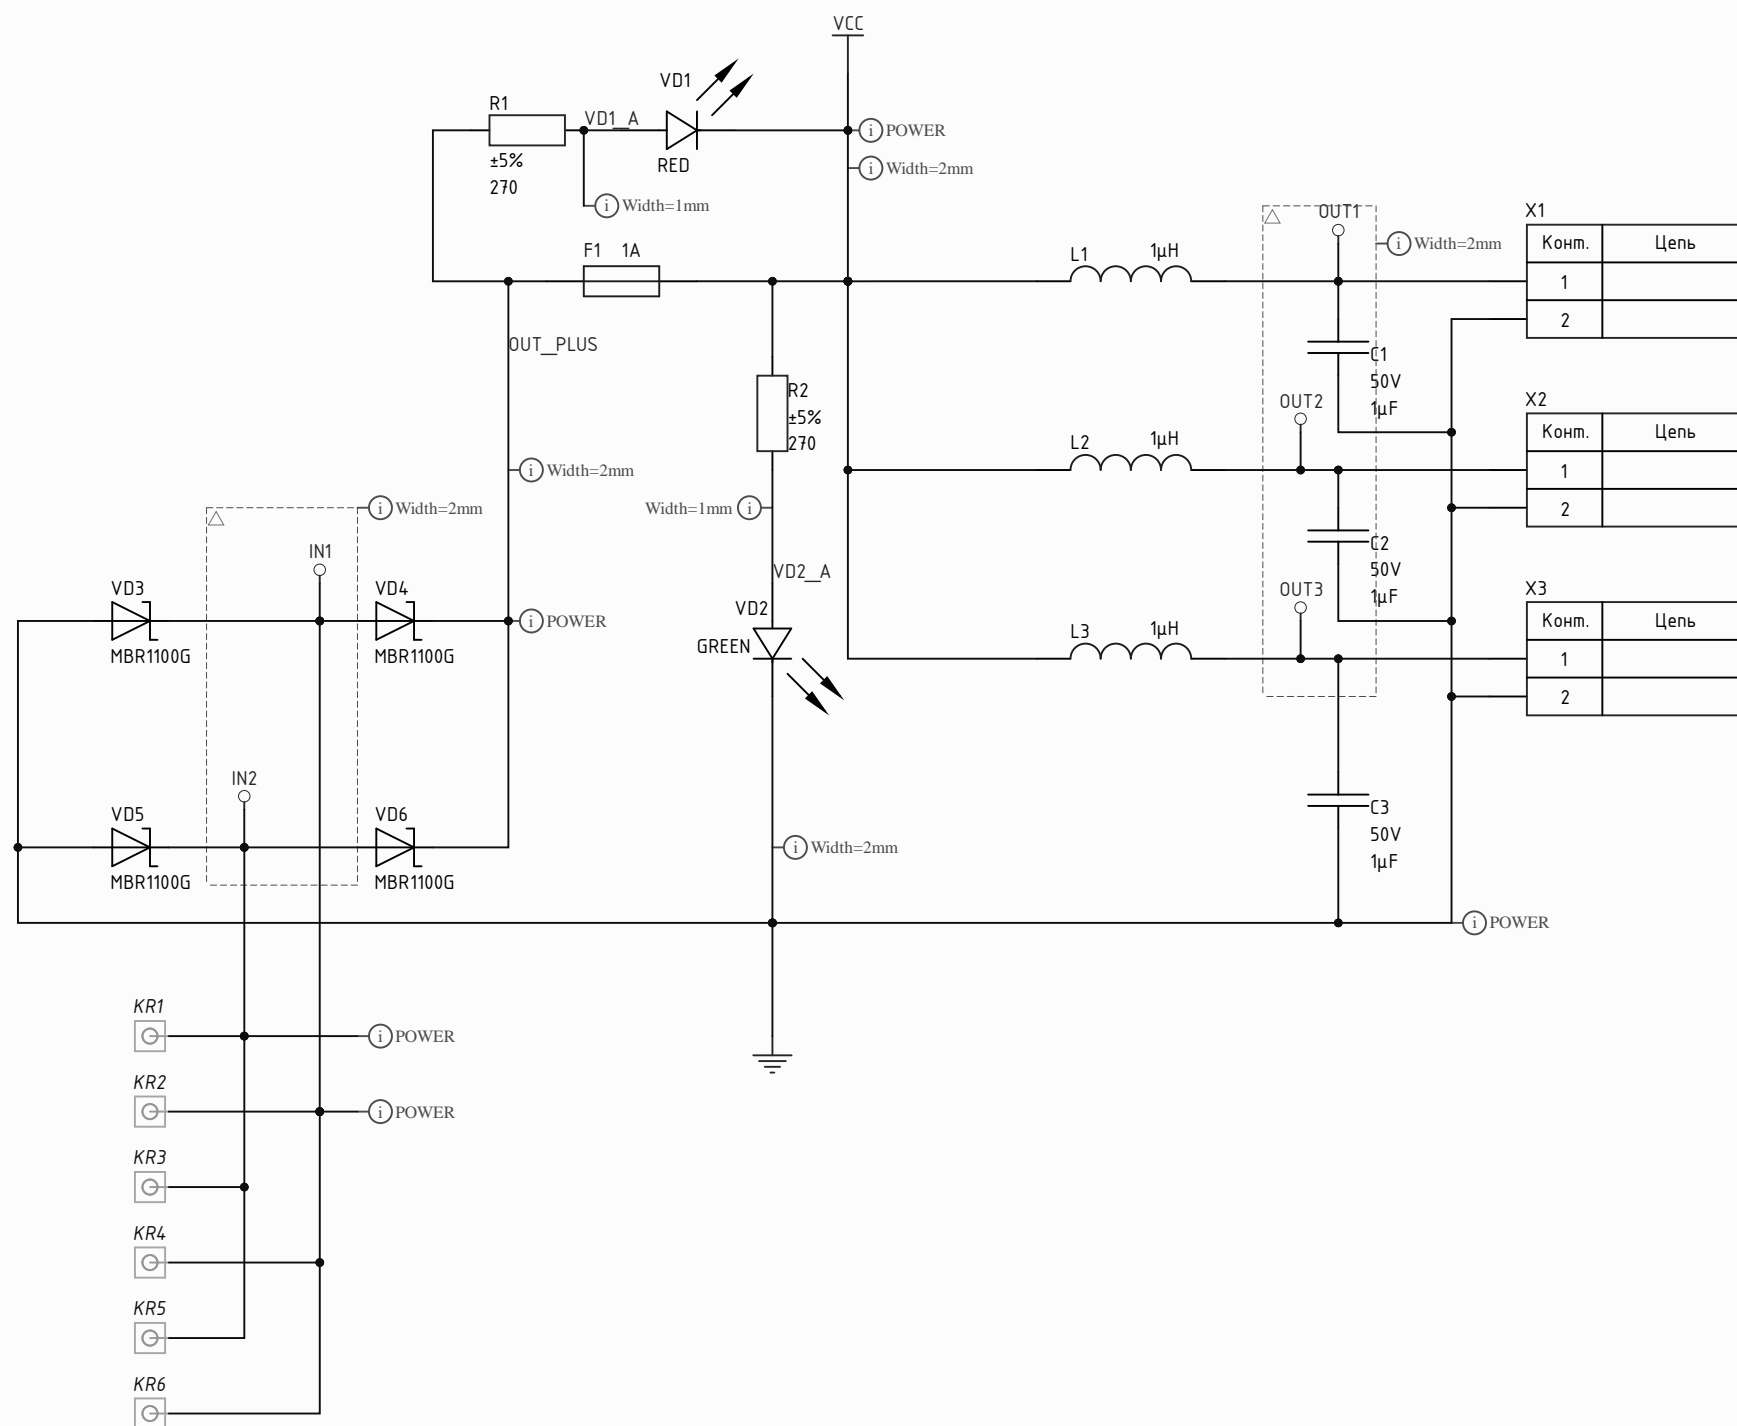 VCC
VD1
R1
VD1_A
POWER
±5%
RED
Width=2mm
270
Width=1mm
OUT1
X1
F1 1A
L1 1µH
Width=2mm
Конт. Цепь
1
2
OUT_PLUS
C1
50V
1µF
R2
±5%
270
OUT2
X2
L2 1µH
Конт. Цепь
1
2
Width=2mm
Width=2mm
Width=1mm
C2
50V
1µF
IN1
VD2_A
VD3
VD4
OUT3
X3
VD2
POWER
GREEN
L3 1µH
Конт. Цепь
1
2
MBR1100G
MBR1100G
IN2
VD5
VD6
C3
50V
1µF
Width=2mm
MBR1100G
MBR1100G
POWER
KR1
POWER
KR2
POWER
KR3
KR4
KR5
KR6